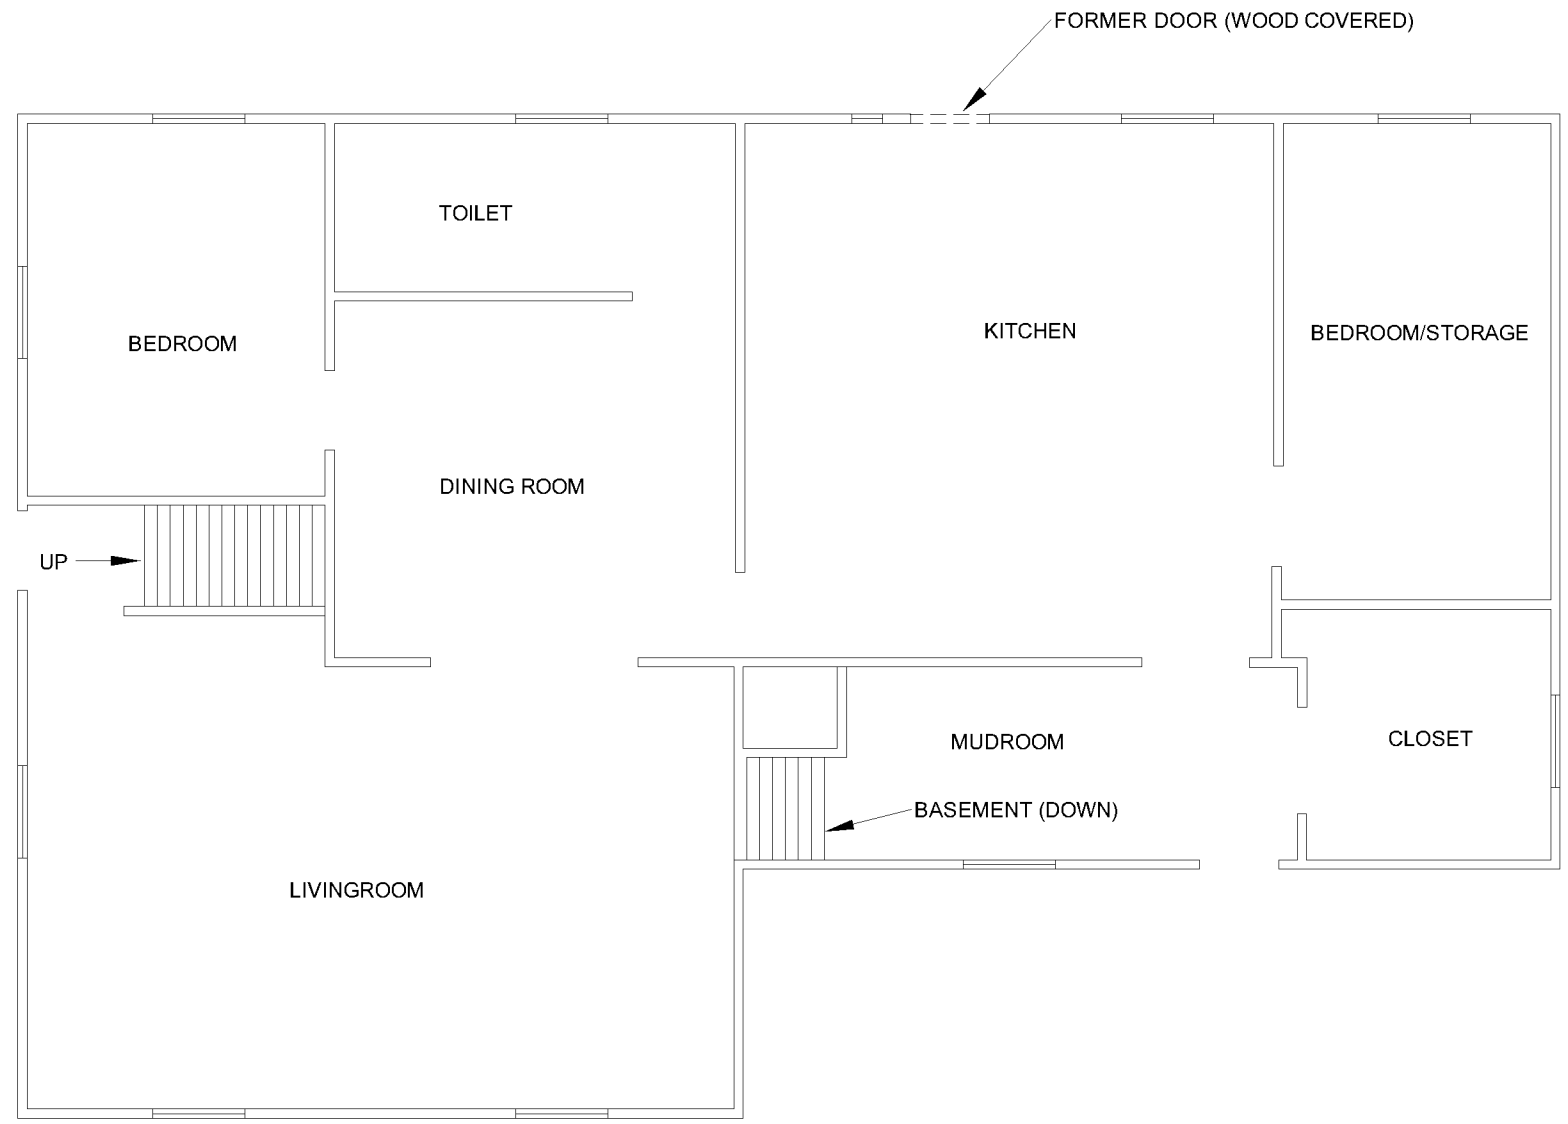 FORMER DOOR (WOOD COVERED)
TOILET
BEDROOM
KITCHEN
BEDROOM/STORAGE
DINING ROOM
UP
MUDROOM
CLOSET
BASEMENT (DOWN)
LIVINGROOM